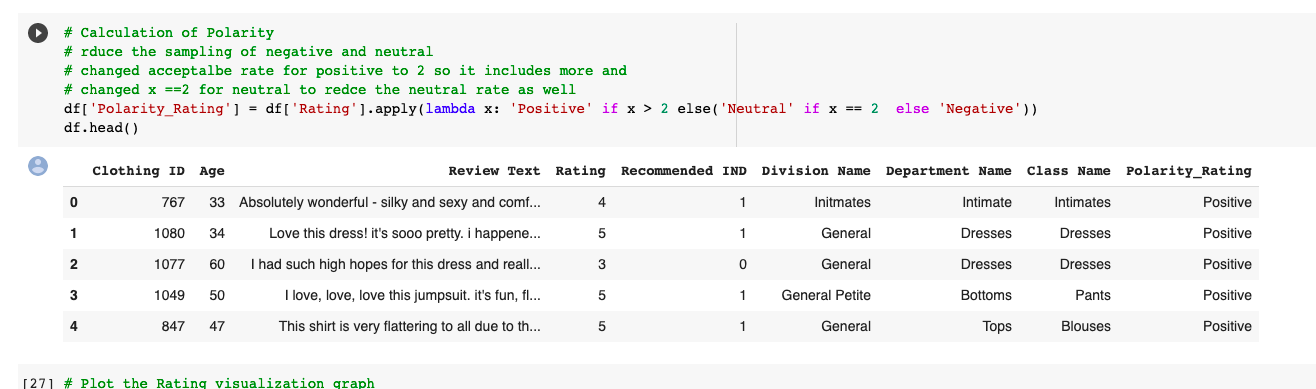 # Calculation of Polarity
# rduce the sampling of negative and neutral
# changed acceptalbe rate for positive to 2 so it includes more and
# changed x ==2 for neutral to redce the neutral rate as well
df['Polarity_Rating'] = df['Rating'].apply(lambda x: 'Positive' if x > 2 else('Neutral' if x == 2  else 'Negative'))
df.head()
Clothing ID Age Review Text Rating Recommended IND Division Name Department Name Class Name Polarity_Rating
0 767 33 Absolutely wonderful - silky and sexy and comf... 4 1 Initmates Intimate Intimates Positive
1 1080 34 Love this dress! it's sooo pretty. i happene... 5 1 General Dresses Dresses Positive
2 1077 60 I had such high hopes for this dress and reall... 3 0 General Dresses Dresses Positive
3 1049 50 I love, love, love this jumpsuit. it's fun, fl... 5 1 General Petite Bottoms Pants Positive
4 847 47 This shirt is very flattering to all due to th... 5 1 General Tops Blouses Positive
[27] # Plot the Rating visualization graph